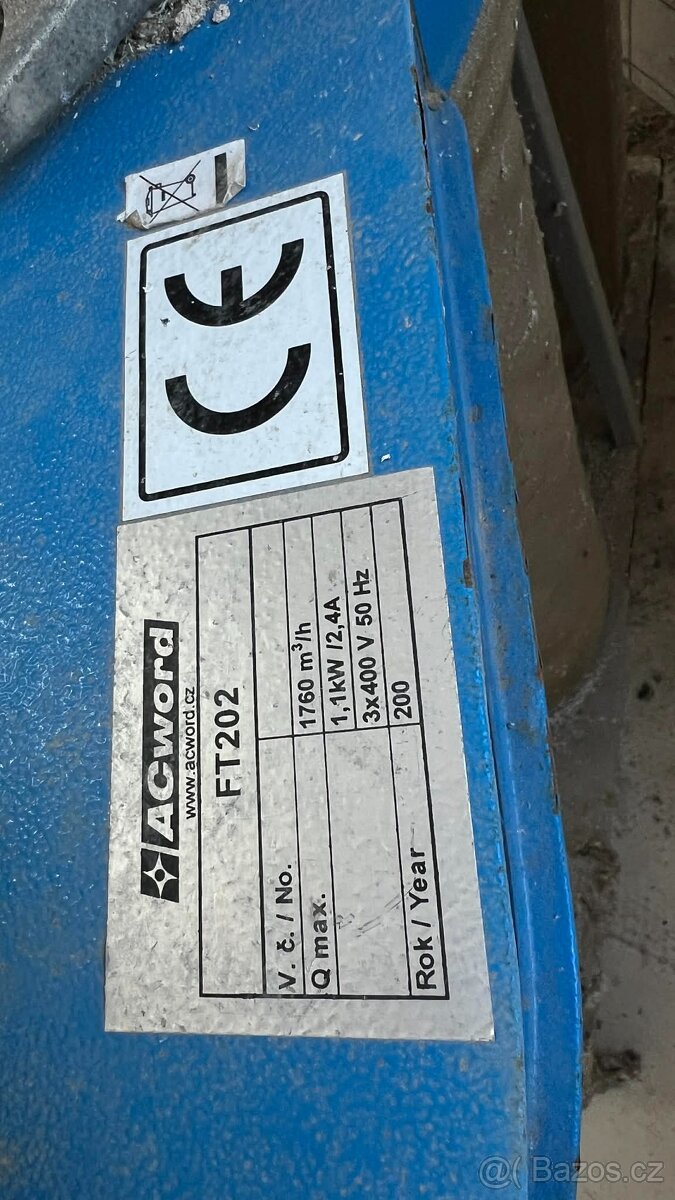 CE
ACword
www.acword.cz
FT202
V. č. / No.
Q max. 1760 m³/h
1,1kW /2,4A
3x400 V 50 Hz
Rok / Year 200
@( Bazos.cz